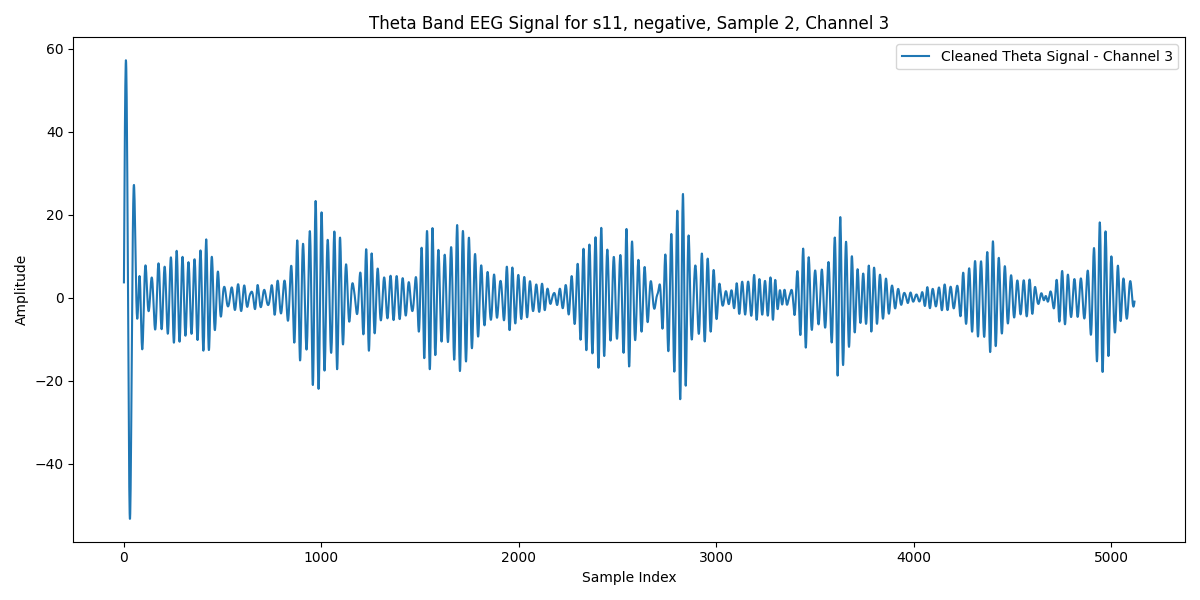 Theta Band EEG Signal for s11, negative, Sample 2, Channel 3
Cleaned Theta Signal - Channel 3
60
40
20
0
−20
−40
Amplitude
0 1000 2000 3000 4000 5000
Sample Index